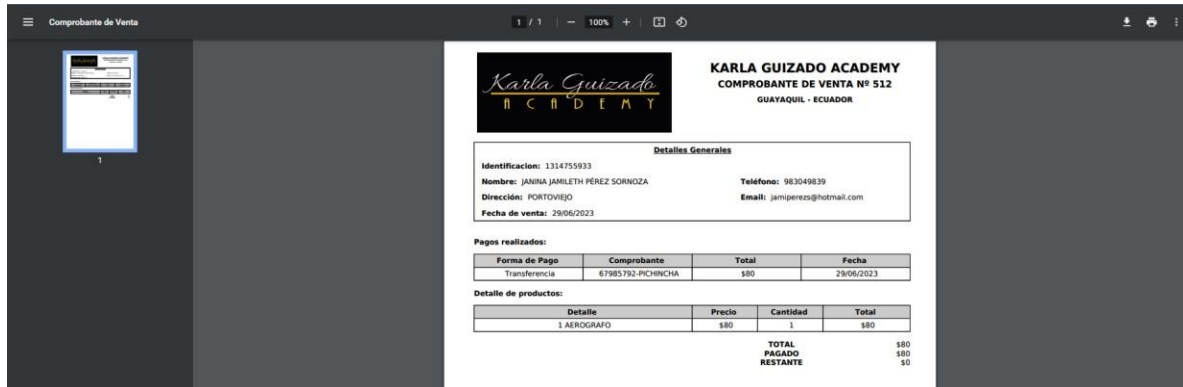 Comprobante de Venta
1 / 1
100%
1
Karla Guizado
ACADEMY
KARLA GUIZADO ACADEMY
COMPROBANTE DE VENTA Nº 512
GUAYAQUIL - ECUADOR
Detalles Generales
Identificacion: 1314755933
Nombre: JANINA JAMILETH PÉREZ SORNOZA Teléfono: 983049839
Dirección: PORTOVIEJO Email: jamiperezs@hotmail.com
Fecha de venta: 29/06/2023
Pagos realizados:
Forma de Pago Comprobante Total Fecha
Transferencia 67985792-PICHINCHA $80 29/06/2023
Detalle de productos:
Detalle Precio Cantidad Total
1 AEROGRAFO $80 1 $80
TOTAL $80
PAGADO $80
RESTANTE $0